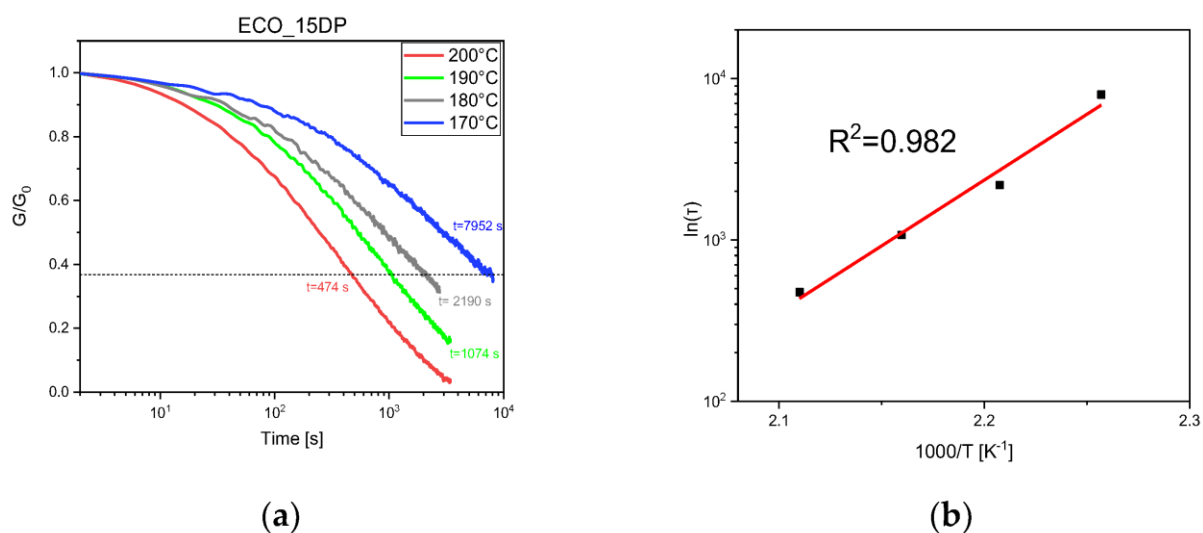 ECO_15DP
200°C
190°C
180°C
170°C
1.0
0.8
0.6
0.4
0.2
0.0
G/G₀
t=7952 s
t=474 s
t= 2190 s
t=1074 s
10¹
10²
10³
10⁴
Time [s]
(a)
10⁴
10³
10²
ln(τ)
R²=0.982
2.1
2.2
2.3
1000/T [K⁻¹]
(b)